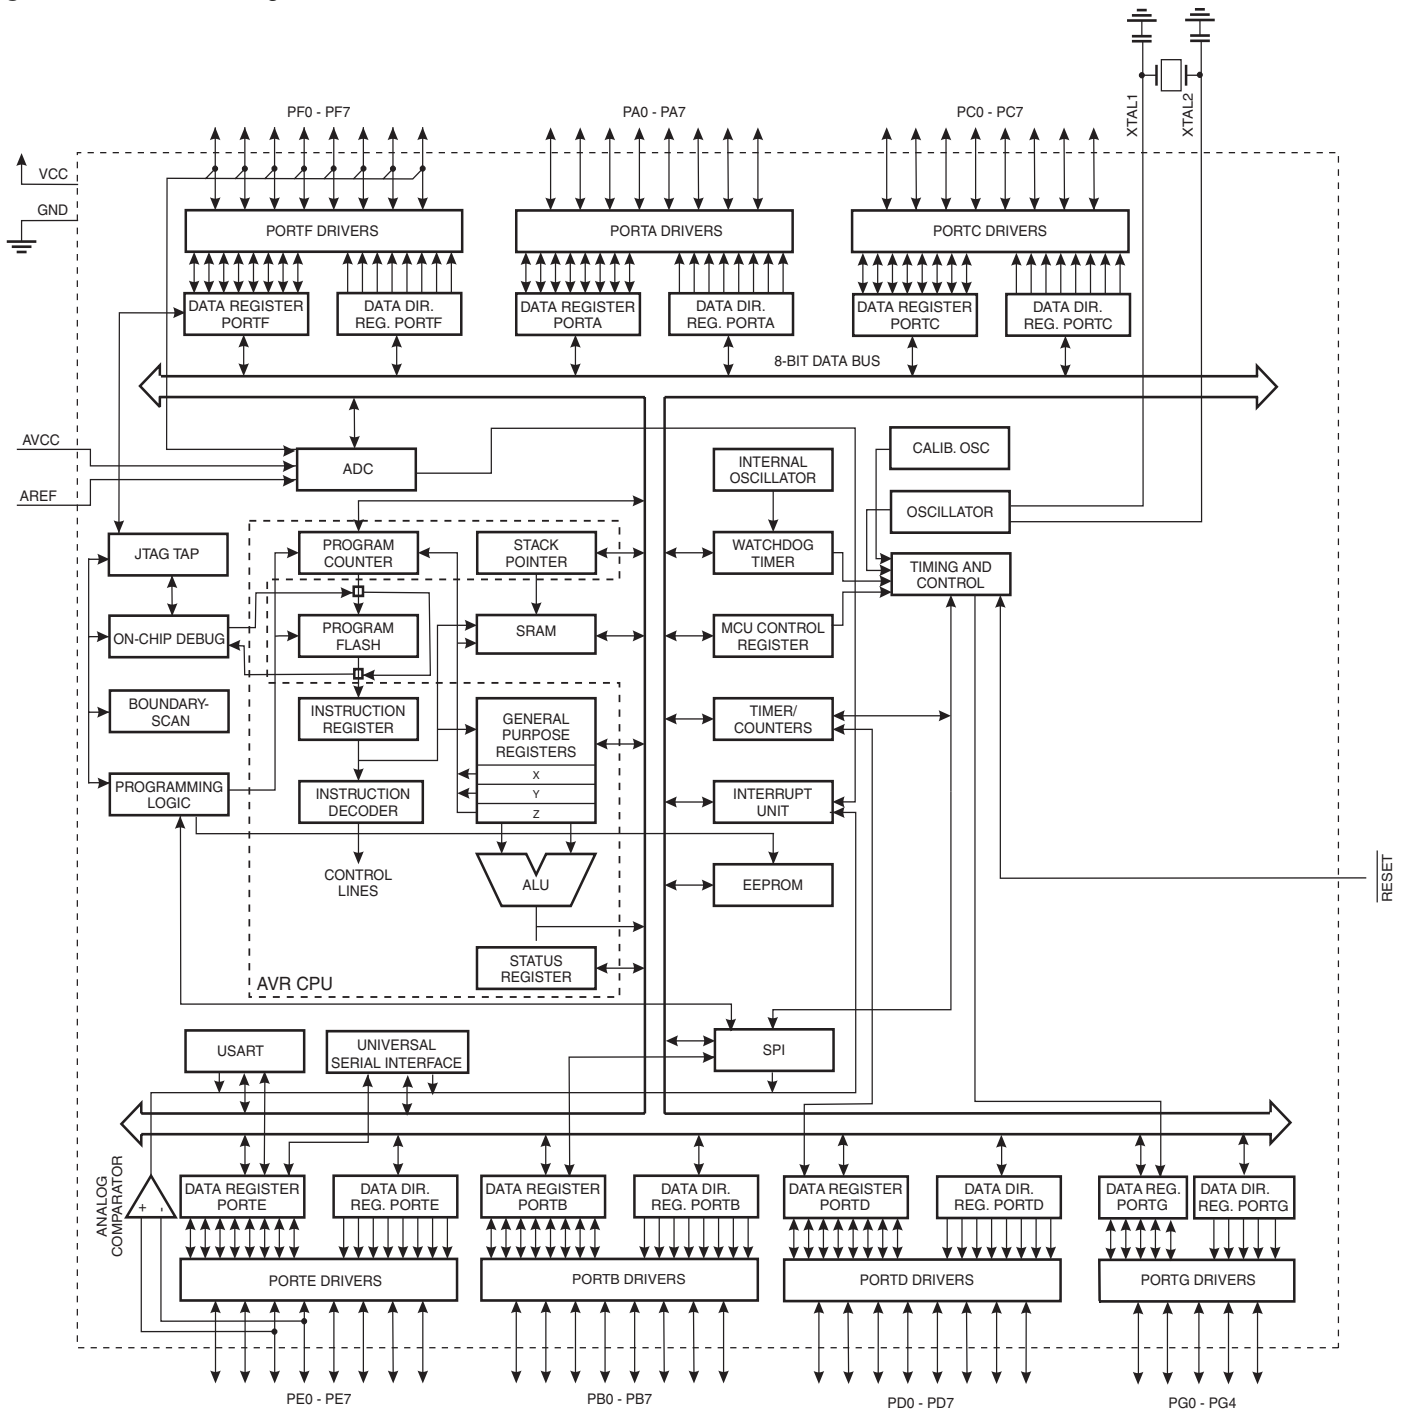 XTAL1
XTAL2
PF0 - PF7
PA0 - PA7
PC0 - PC7
VCC
GND
PORTF DRIVERS
PORTA DRIVERS
PORTC DRIVERS
DATA REGISTER
PORTF
DATA DIR.
REG. PORTF
DATA REGISTER
PORTA
DATA DIR.
REG. PORTA
DATA REGISTER
PORTC
DATA DIR.
REG. PORTC
8-BIT DATA BUS
AVCC
AREF
ADC
INTERNAL
OSCILLATOR
CALIB. OSC
OSCILLATOR
JTAG TAP
PROGRAM
COUNTER
STACK
POINTER
WATCHDOG
TIMER
TIMING AND
CONTROL
ON-CHIP DEBUG
PROGRAM
FLASH
SRAM
MCU CONTROL
REGISTER
BOUNDARY-
SCAN
INSTRUCTION
REGISTER
GENERAL
PURPOSE
REGISTERS
X
Y
Z
TIMER/
COUNTERS
PROGRAMMING
LOGIC
INSTRUCTION
DECODER
INTERRUPT
UNIT
CONTROL
LINES
ALU
EEPROM
RESET
STATUS
REGISTER
AVR CPU
USART
UNIVERSAL
SERIAL INTERFACE
SPI
ANALOG
COMPARATOR
+
-
DATA REGISTER
PORTE
DATA DIR.
REG. PORTE
DATA REGISTER
PORTB
DATA DIR.
REG. PORTB
DATA REGISTER
PORTD
DATA DIR.
REG. PORTD
DATA REG.
PORTG
DATA DIR.
REG. PORTG
PORTE DRIVERS
PORTB DRIVERS
PORTD DRIVERS
PORTG DRIVERS
PE0 - PE7
PB0 - PB7
PD0 - PD7
PG0 - PG4